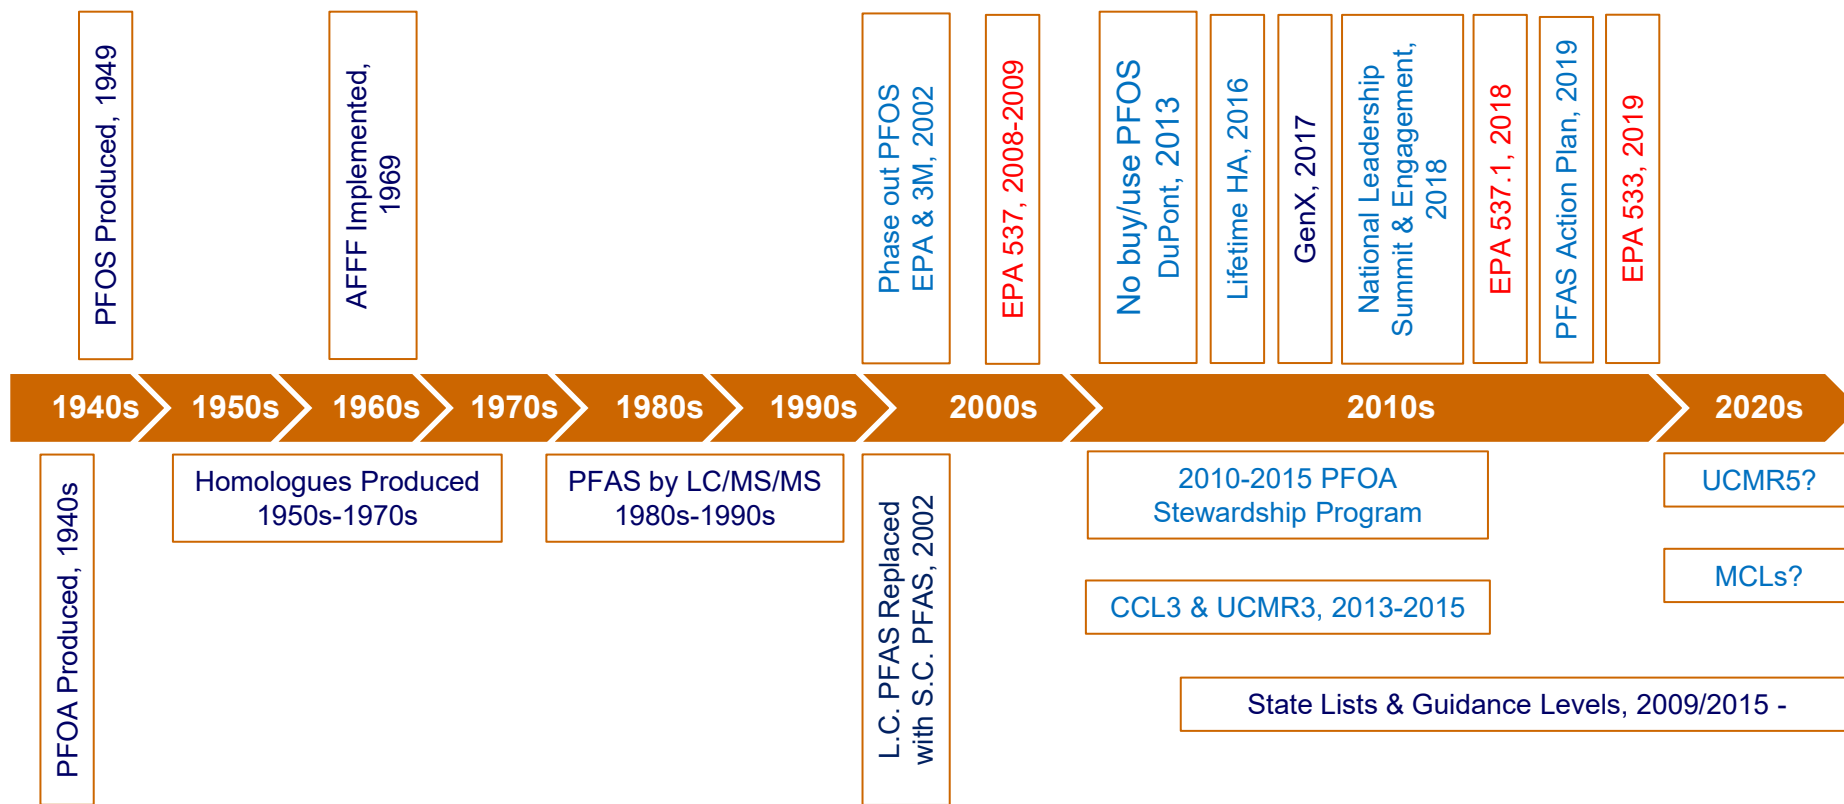 PFOS Produced, 1949
AFFF Implemented,
1969
Phase out PFOS
EPA & 3M, 2002
EPA 537, 2008-2009
No buy/use PFOS
DuPont, 2013
Lifetime HA, 2016
GenX, 2017
National Leadership
Summit & Engagement,
2018
EPA 537.1, 2018
PFAS Action Plan, 2019
EPA 533, 2019
1940s
1950s
1960s
1970s
1980s
1990s
2000s
2010s
2020s
PFOA Produced, 1940s
Homologues Produced
1950s-1970s
PFAS by LC/MS/MS
1980s-1990s
L.C. PFAS Replaced
with S.C. PFAS, 2002
2010-2015 PFOA
Stewardship Program
CCL3 & UCMR3, 2013-2015
State Lists & Guidance Levels, 2009/2015 -
UCMR5?
MCLs?